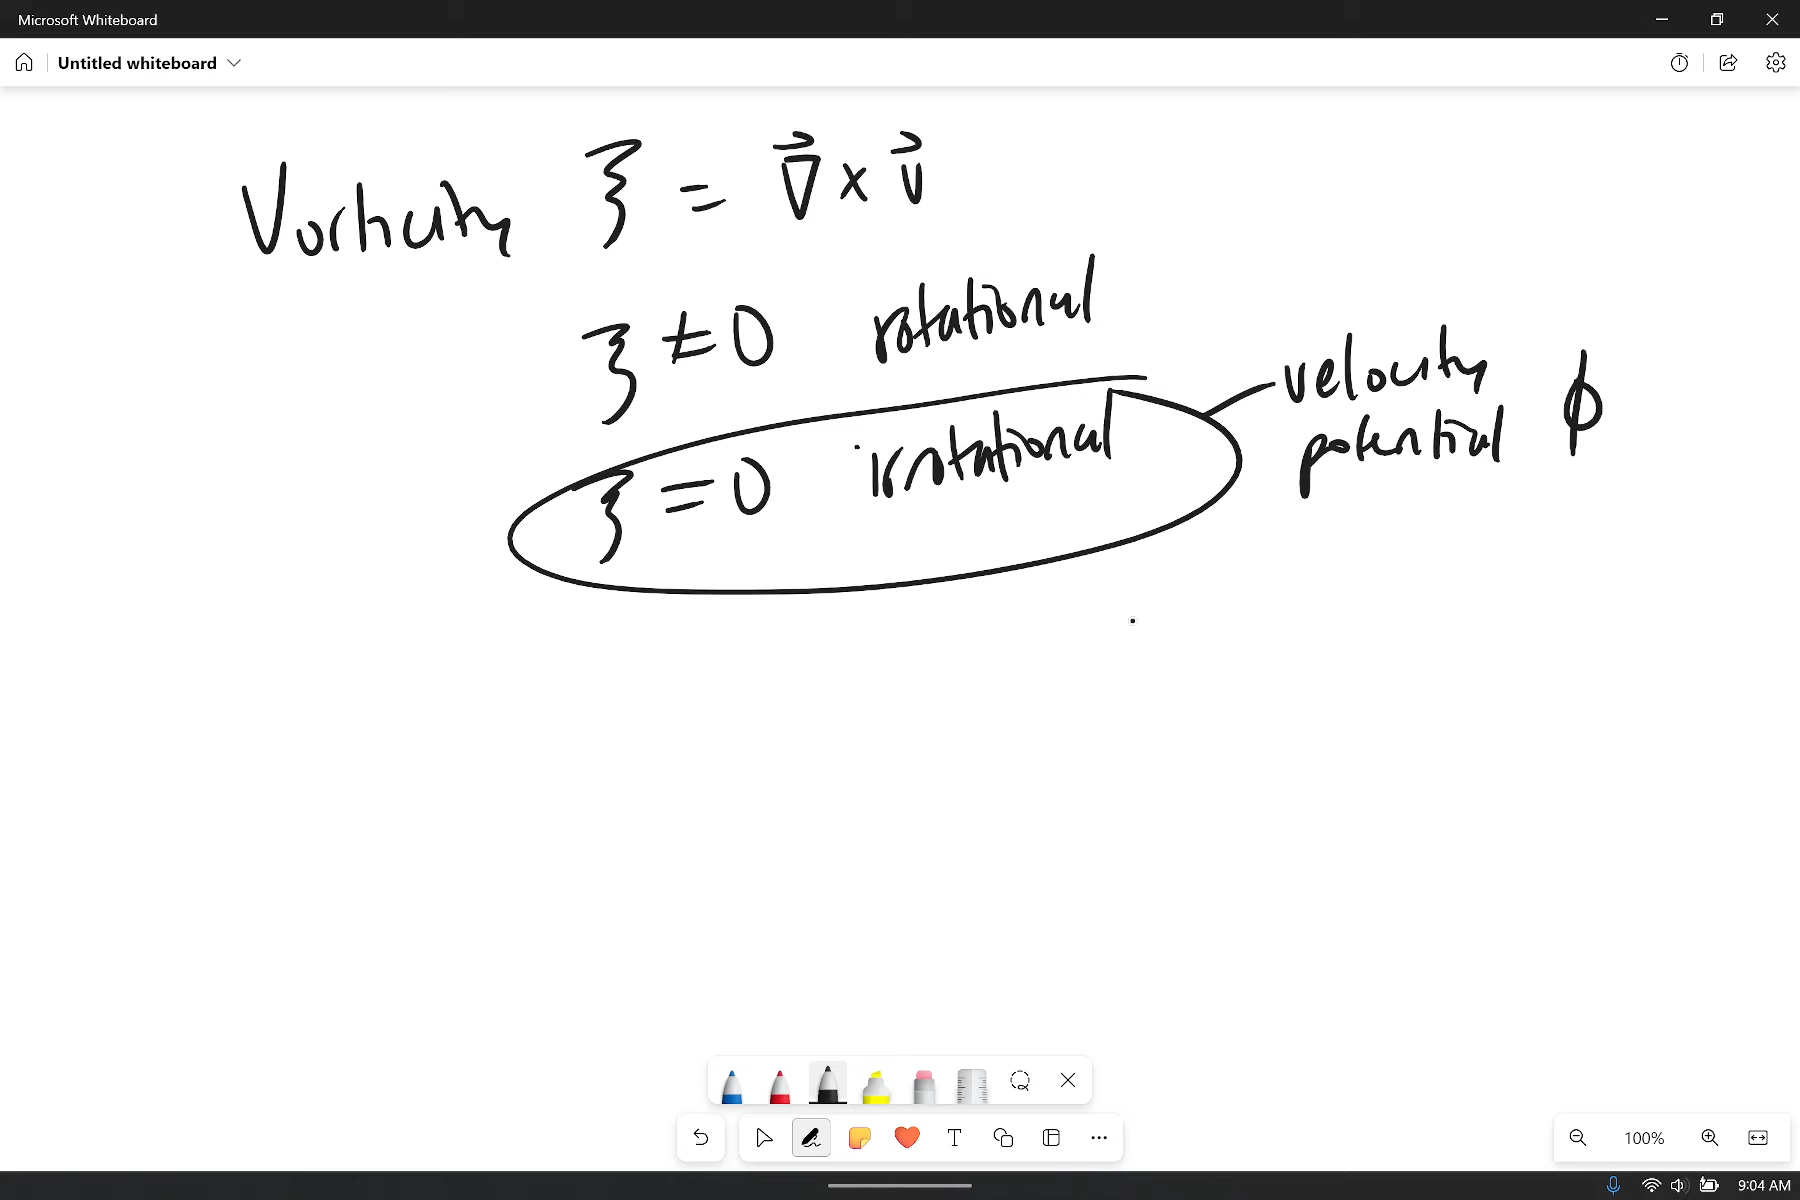 Microsoft Whiteboard
Untitled whiteboard
Vorticity ξ = ∇⃗ × v⃗
ξ ≠ 0 rotational
ξ = 0 irrotational
velocity
potential ϕ
T
100%
9:04 AM